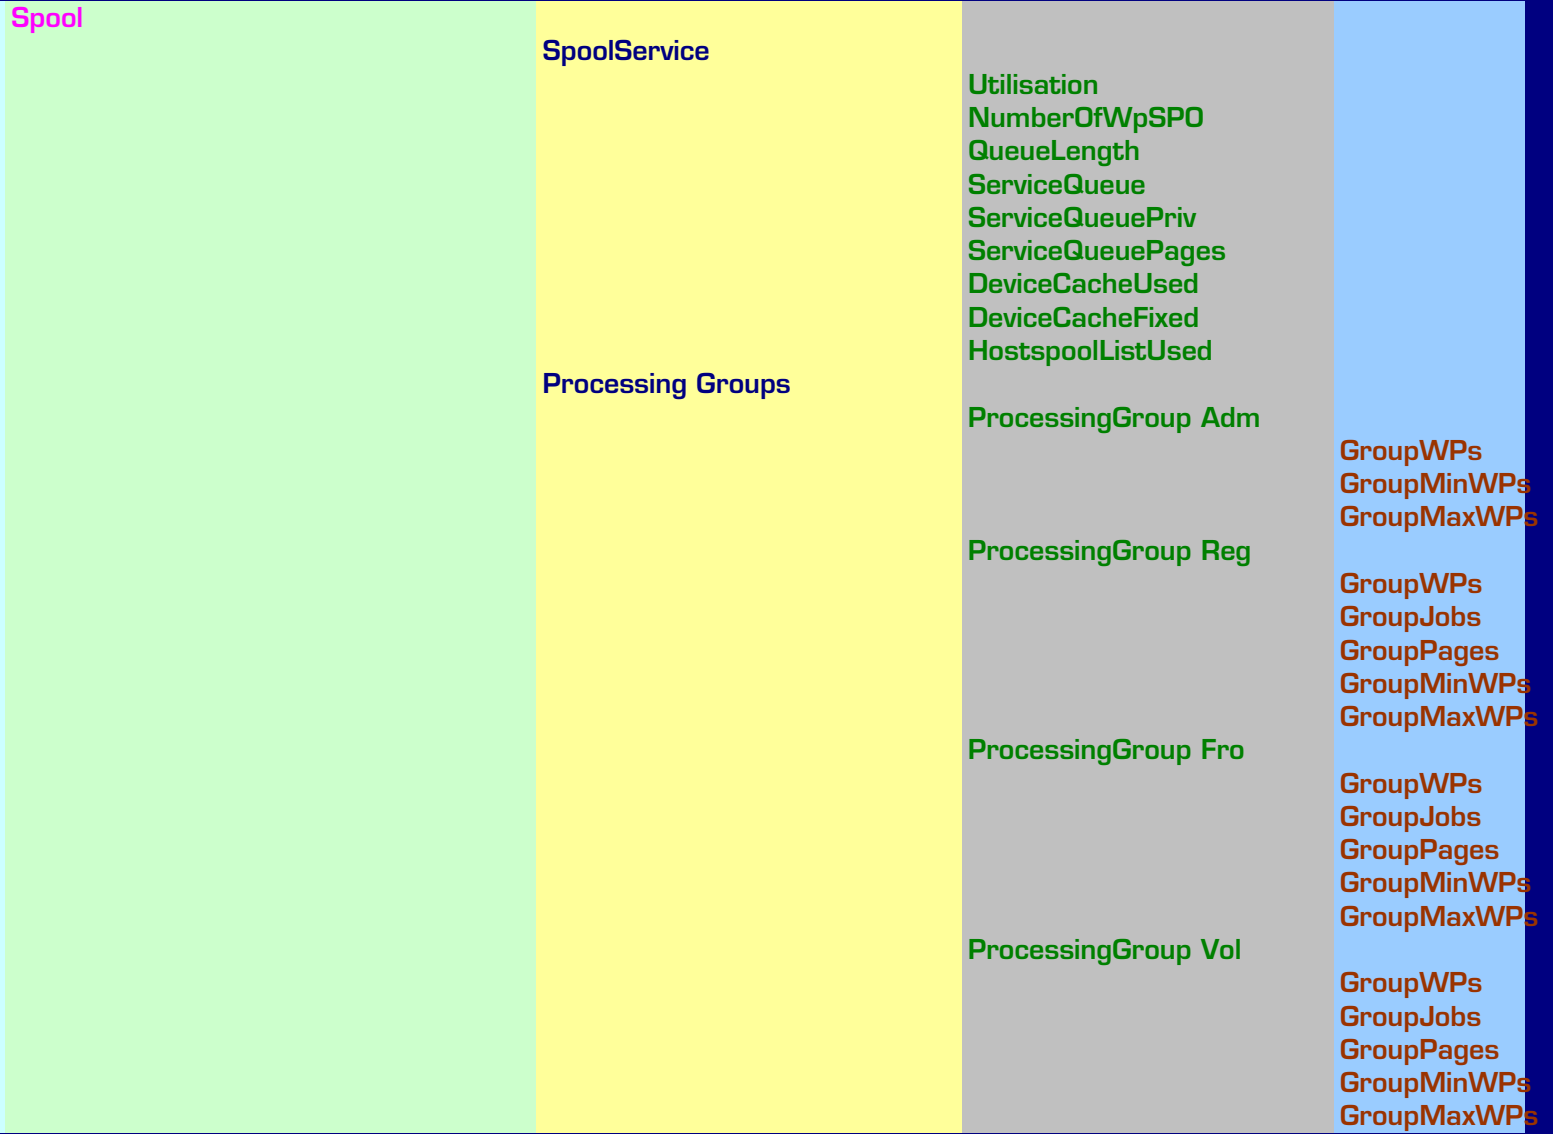 Spool
SpoolService
Utilisation
NumberOfWpSPO
QueueLength
ServiceQueue
ServiceQueuePriv
ServiceQueuePages
DeviceCacheUsed
DeviceCacheFixed
HostspoolListUsed
Processing Groups
ProcessingGroup Adm
GroupWPs
GroupMinWPs
GroupMaxWPs
ProcessingGroup Reg
GroupWPs
GroupJobs
GroupPages
GroupMinWPs
GroupMaxWPs
ProcessingGroup Fro
GroupWPs
GroupJobs
GroupPages
GroupMinWPs
GroupMaxWPs
ProcessingGroup Vol
GroupWPs
GroupJobs
GroupPages
GroupMinWPs
GroupMaxWPs